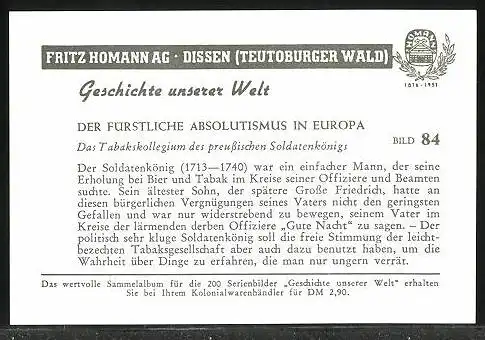 FRITZ HOMANN AG · DISSEN (TEUTOBURGER WALD)
HOMANN
1876 · 1951
Geschichte unserer Welt
DER FÜRSTLICHE ABSOLUTISMUS IN EUROPA
Das Tabakskollegium des preußischen Soldatenkönigs
BILD 84
Der Soldatenkönig (1713—1740) war ein einfacher Mann, der seine
Erholung bei Bier und Tabak im Kreise seiner Offiziere und Beamten
suchte. Sein ältester Sohn, der spätere Große Friedrich, hatte an
diesen bürgerlichen Vergnügungen seines Vaters nicht den geringsten
Gefallen und war nur widerstrebend zu bewegen, seinem Vater im
Kreise der lärmenden derben Offiziere „Gute Nacht" zu sagen. – Der
politisch sehr kluge Soldatenkönig soll die freie Stimmung der leicht-
bezechten Tabaksgesellschaft aber auch dazu benutzt haben, um die
Wahrheit über Dinge zu erfahren, die man nur ungern verrät.
Das wertvolle Sammelalbum für die 200 Serienbilder „Geschichte unserer Welt" erhalten
Sie bei Ihrem Kolonialwarenhändler für DM 2,90.